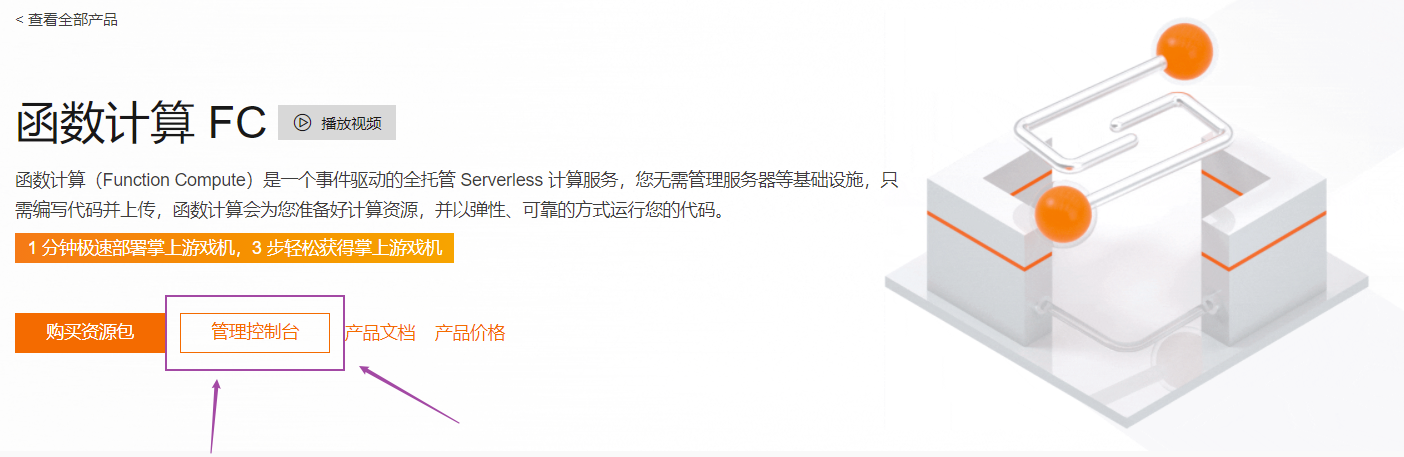 < 查看全部产品
函数计算 FC 播放视频
函数计算（Function Compute）是一个事件驱动的全托管 Serverless 计算服务，您无需管理服务器等基础设施，只
需编写代码并上传，函数计算会为您准备好计算资源，并以弹性、可靠的方式运行您的代码。
1 分钟极速部署掌上游戏机，3 步轻松获得掌上游戏机
购买资源包 管理控制台 产品文档 产品价格